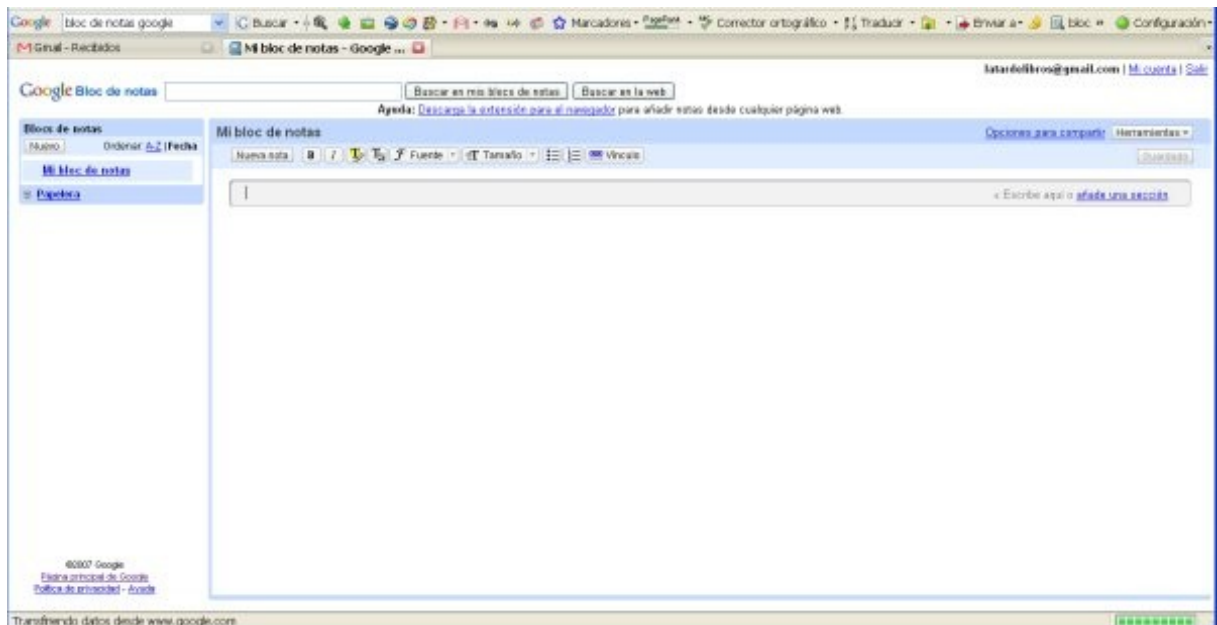 Google bloc de notas google Buscar Marcadores PageRank Corrector ortográfico Traducir Enviar a bloc Configuración
Gmail - Recibidos Mi bloc de notas - Google ...
latardelibros@gmail.com | Mi cuenta | Salir
Google Bloc de notas Buscar en mis blocs de notas Buscar en la web
Ayuda: Descarga la extensión para el navegador para añadir notas desde cualquier página web.
Blocs de notas Mi bloc de notas Opciones para compartir Herramientas
Nuevo Ordenar: A-Z | Fecha Nueva nota B I Fuente Tamaño Vínculo Guardado
Mi bloc de notas
Papelera « Escribe aquí o añade una sección
©2007 Google
Página principal de Google
Política de privacidad - Ayuda
Transfiriendo datos desde www.google.com